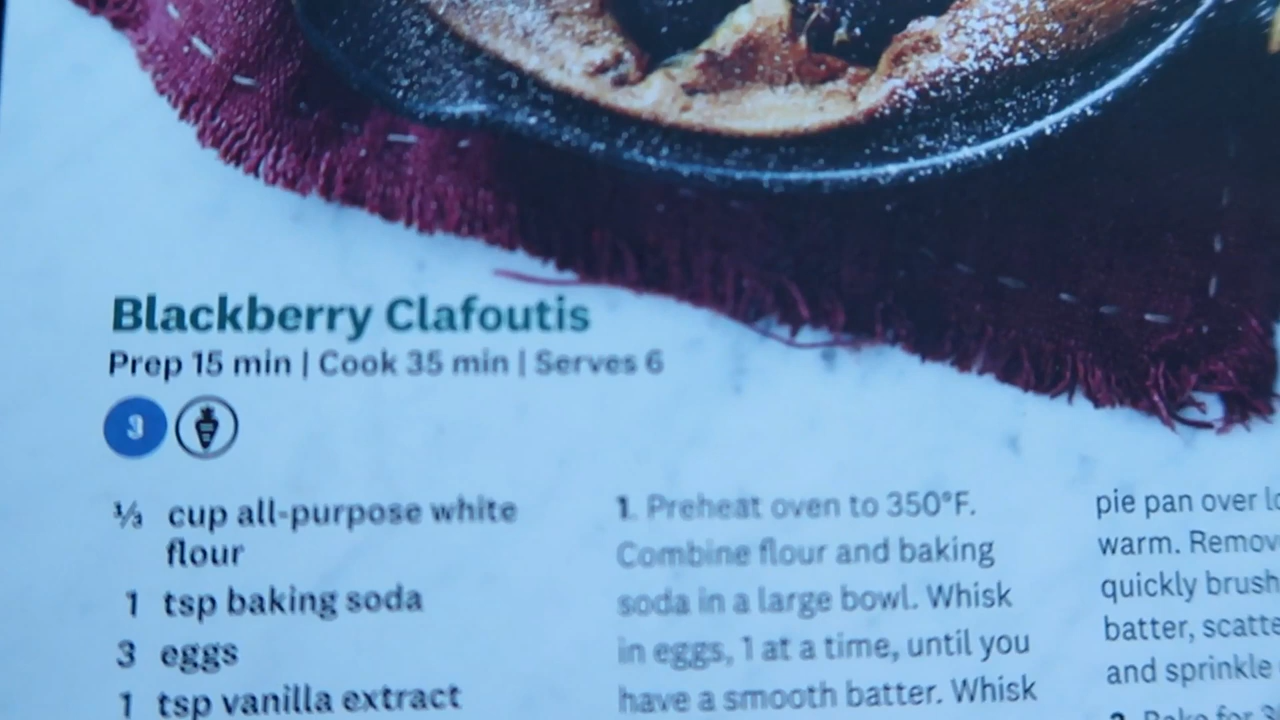 Blackberry Clafoutis
Prep 15 min | Cook 35 min | Serves 6
3
⅓ cup all-purpose white
flour
1 tsp baking soda
3 eggs
1 tsp vanilla extract
1. Preheat oven to 350°F.
Combine flour and baking
soda in a large bowl. Whisk
in eggs, 1 at a time, until you
have a smooth batter. Whisk
pie pan over
warm.
quickly brush
batter,
and sprinkle